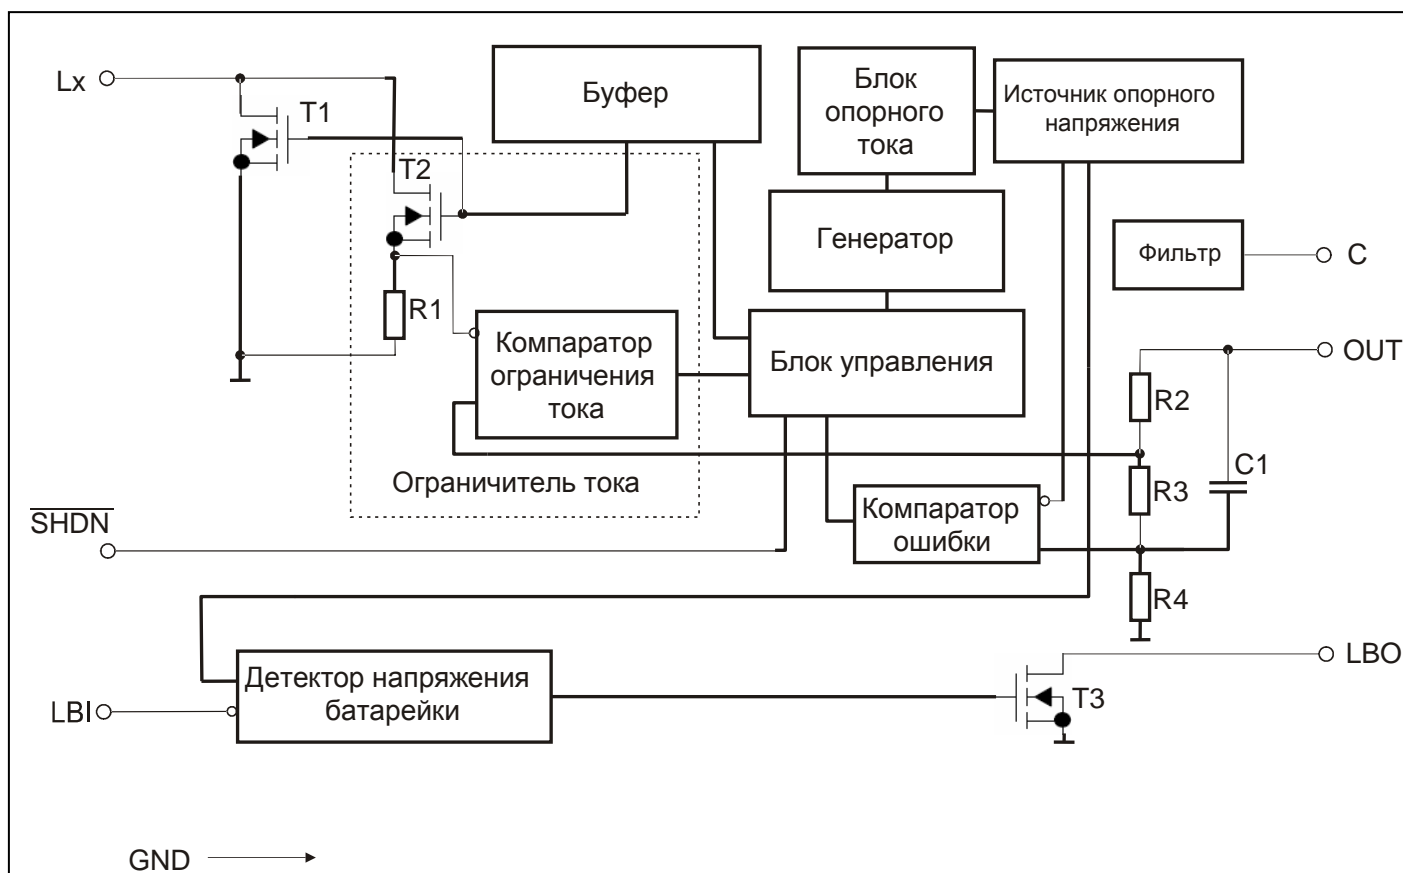 Lx
T1
Буфер
Блок
опорного
тока
Источник опорного
напряжения
T2
Генератор
Фильтр
C
R1
Компаратор
ограничения
тока
Блок управления
OUT
R2
Ограничитель тока
C1
R3
SHDN
Компаратор
ошибки
R4
LBO
Детектор напряжения
батарейки
LBI
T3
GND